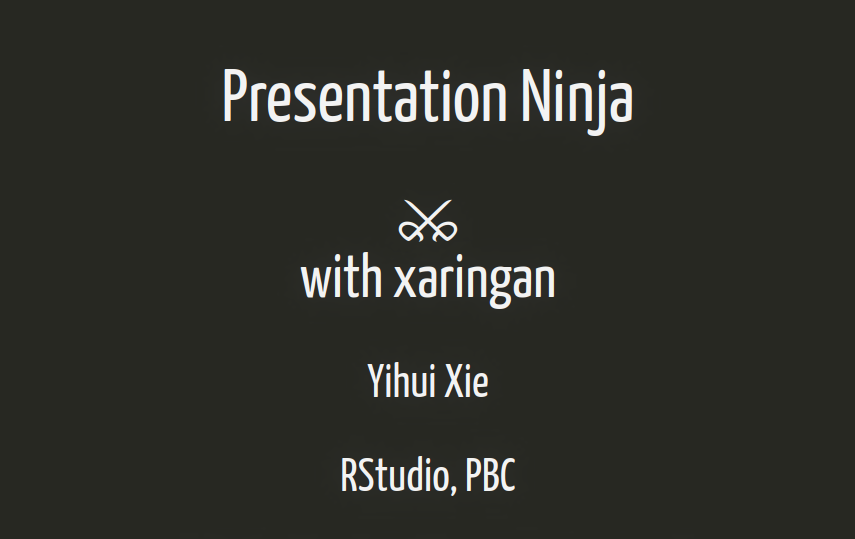 Presentation Ninja
⚔
with xaringan
Yihui Xie
RStudio, PBC